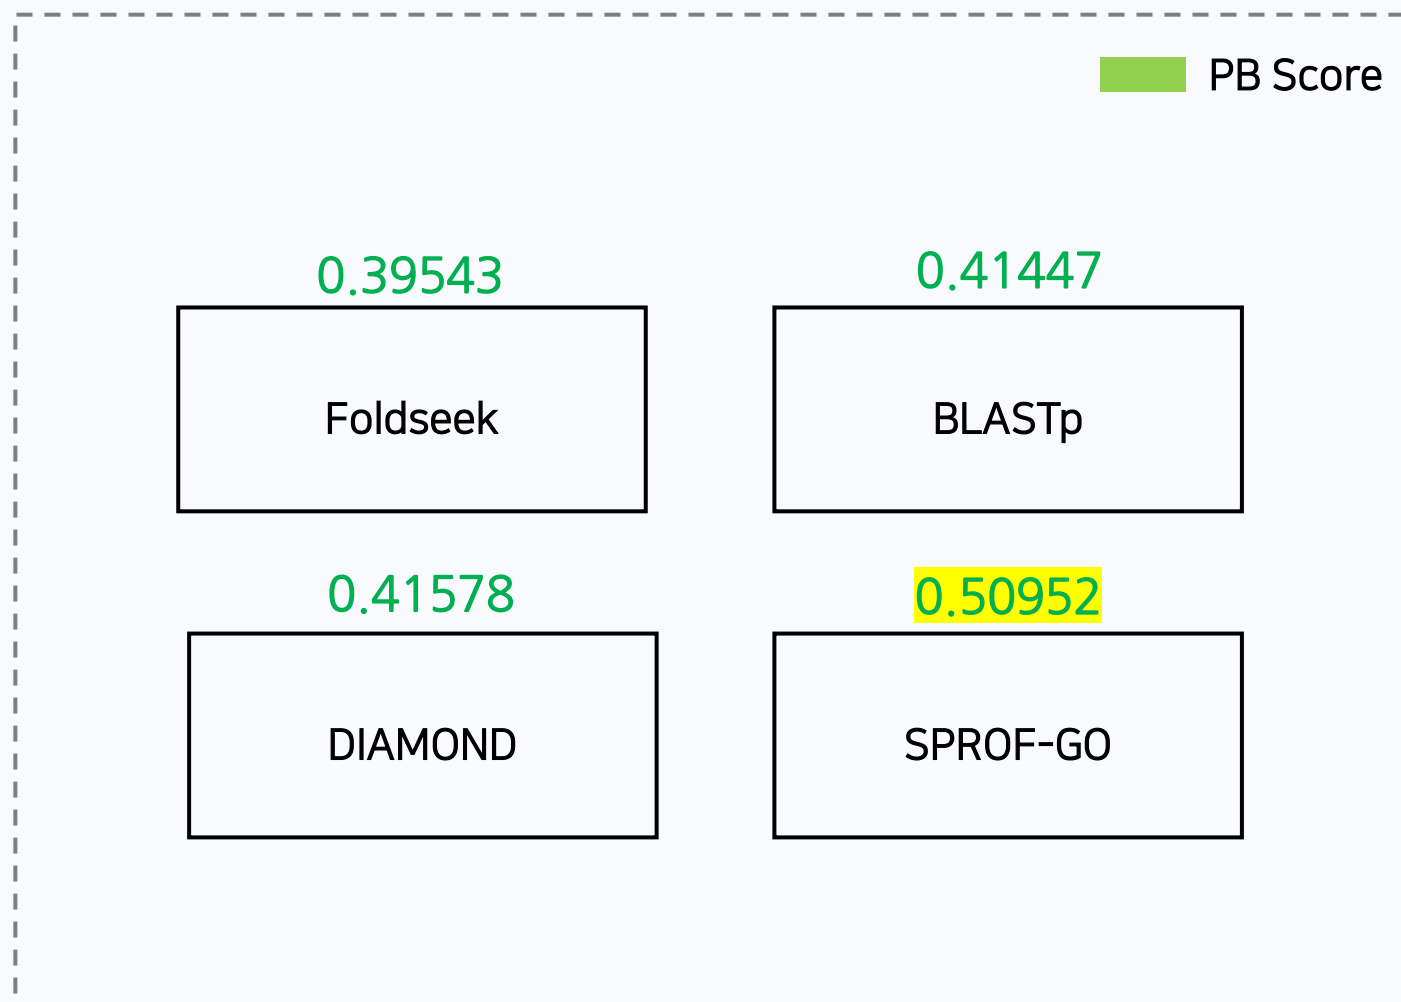 PB Score
0.39543
0.41447
Foldseek
BLASTp
0.41578
0.50952
DIAMOND
SPROF-GO